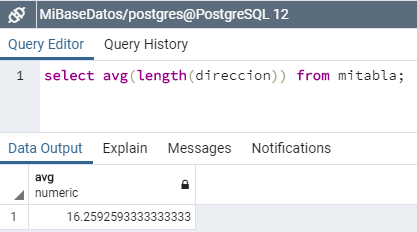 MiBaseDatos/postgres@PostgreSQL 12
Query Editor Query History
1 select avg(length(direccion)) from mitabla;
Data Output Explain Messages Notifications
avg
numeric
1 16.2592593333333333